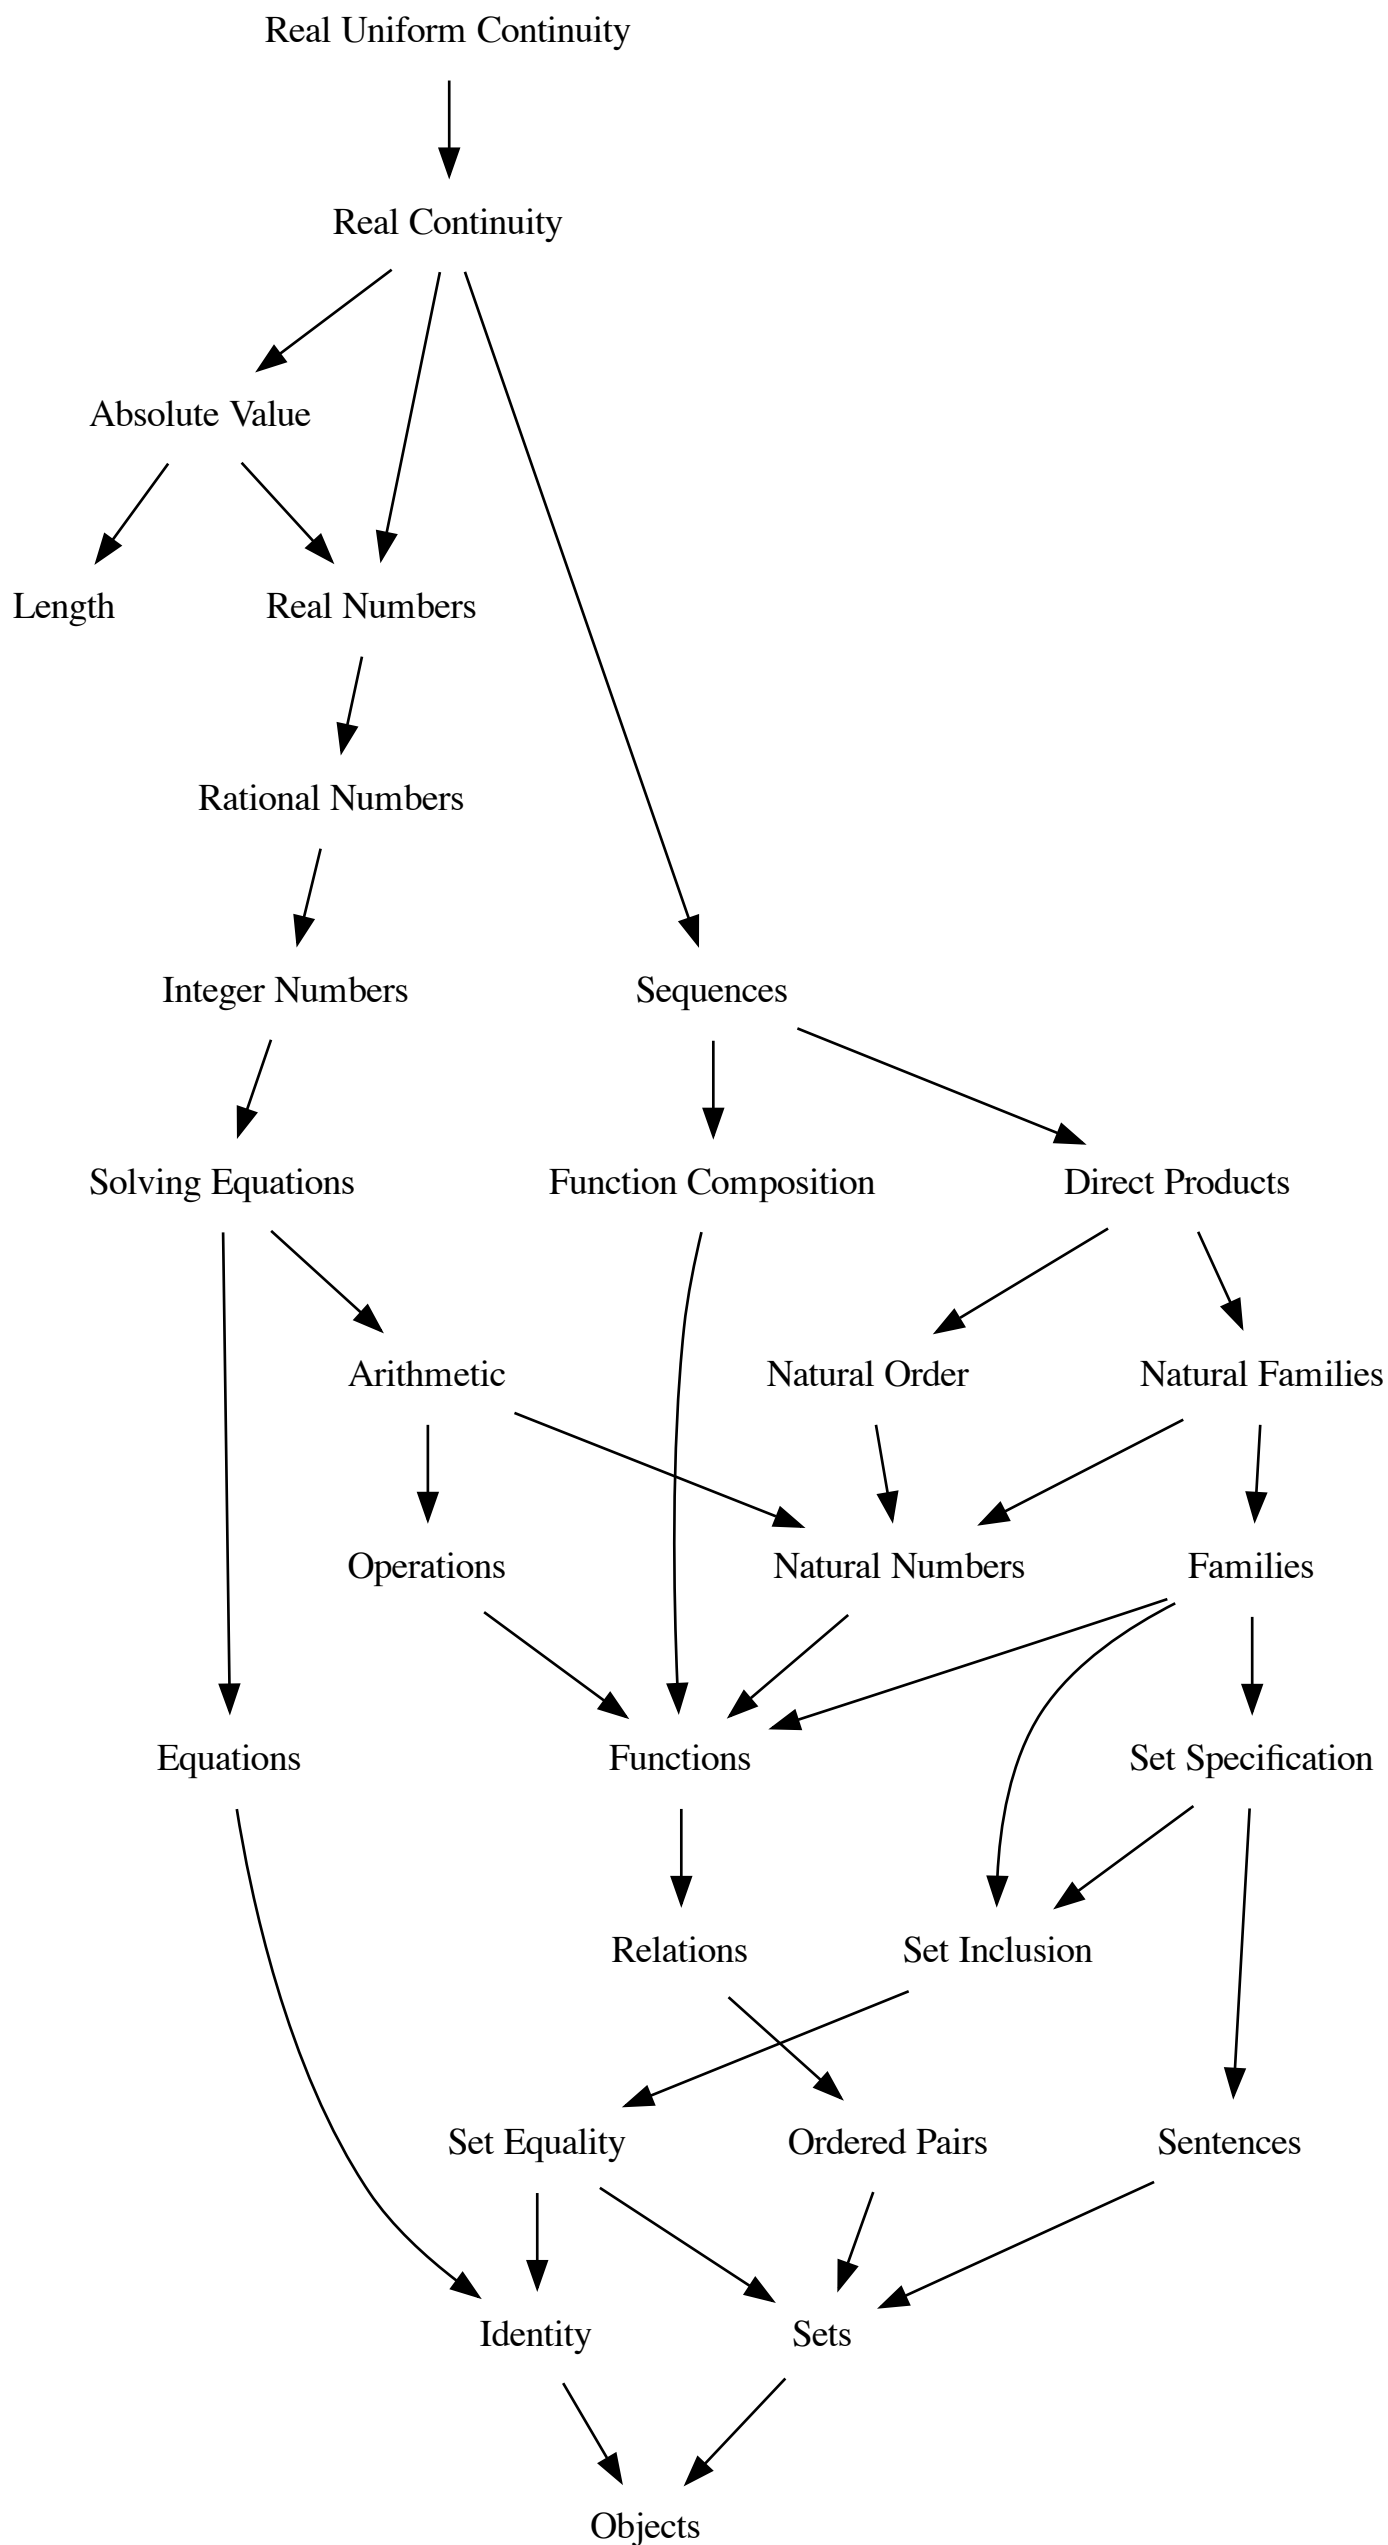 Real Uniform Continuity
Real Continuity
Absolute Value
Length
Real Numbers
Rational Numbers
Integer Numbers
Sequences
Solving Equations
Function Composition
Direct Products
Arithmetic
Natural Order
Natural Families
Operations
Natural Numbers
Families
Equations
Functions
Set Specification
Relations
Set Inclusion
Set Equality
Ordered Pairs
Sentences
Identity
Sets
Objects